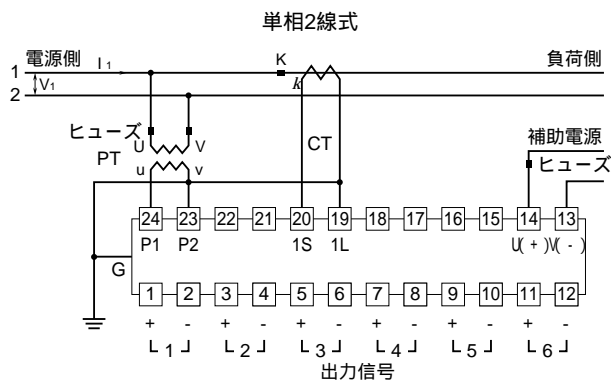 単相2線式
電源側 I1 K 負荷側
1
k
V1
2
ヒューズ U V 補助電源
PT CT ヒューズ
u v
24 23 22 21 20 19 18 17 16 15 14 13
P1 P2 1S 1L U( + ) V( - )
G
1 2 3 4 5 6 7 8 9 10 11 12
+ - + - + - + - + - + -
1 2 3 4 5 6
出力信号